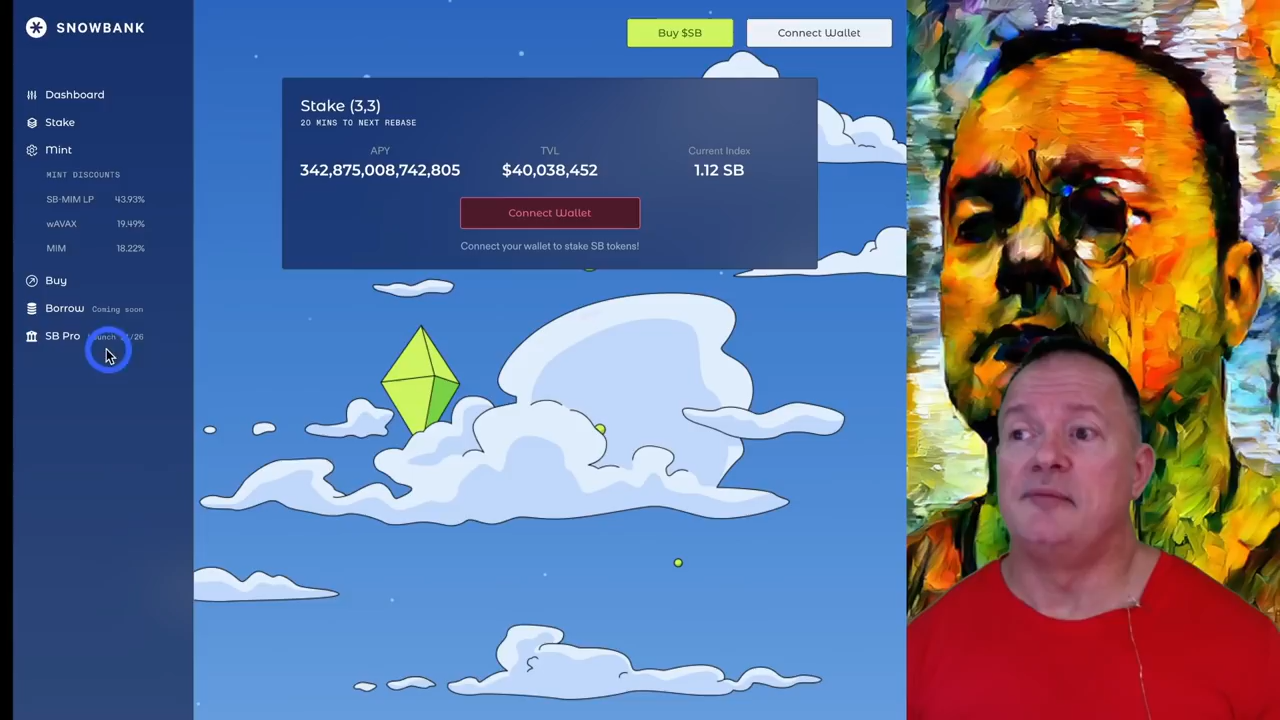 SNOWBANK
Buy $SB
Connect Wallet
Dashboard
Stake
Mint
MINT DISCOUNTS
SB-MIM LP 43.93%
wAVAX 19.49%
MIM 18.22%
Buy
Borrow Coming soon
SB Pro
Stake (3,3)
20 MINS TO NEXT REBASE
APY TVL Current Index
342,875,008,742,805 $40,038,452 1.12 SB
Connect Wallet
Connect your wallet to stake SB tokens!